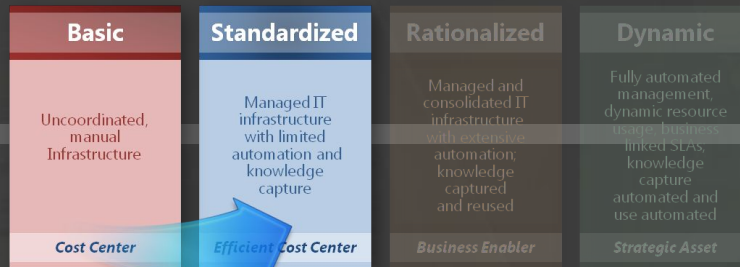 Basic
Uncoordinated,
manual
Infrastructure
Cost Center
Standardized
Managed IT
infrastructure
with limited
automation and
knowledge
capture
Efficient Cost Center
Rationalized
Managed and
consolidated IT
infrastructure
with extensive
automation;
knowledge
captured
and reused
Business Enabler
Dynamic
Fully automated
management,
dynamic resource
usage, business
linked SLAs;
knowledge
capture
automated and
use automated
Strategic Asset